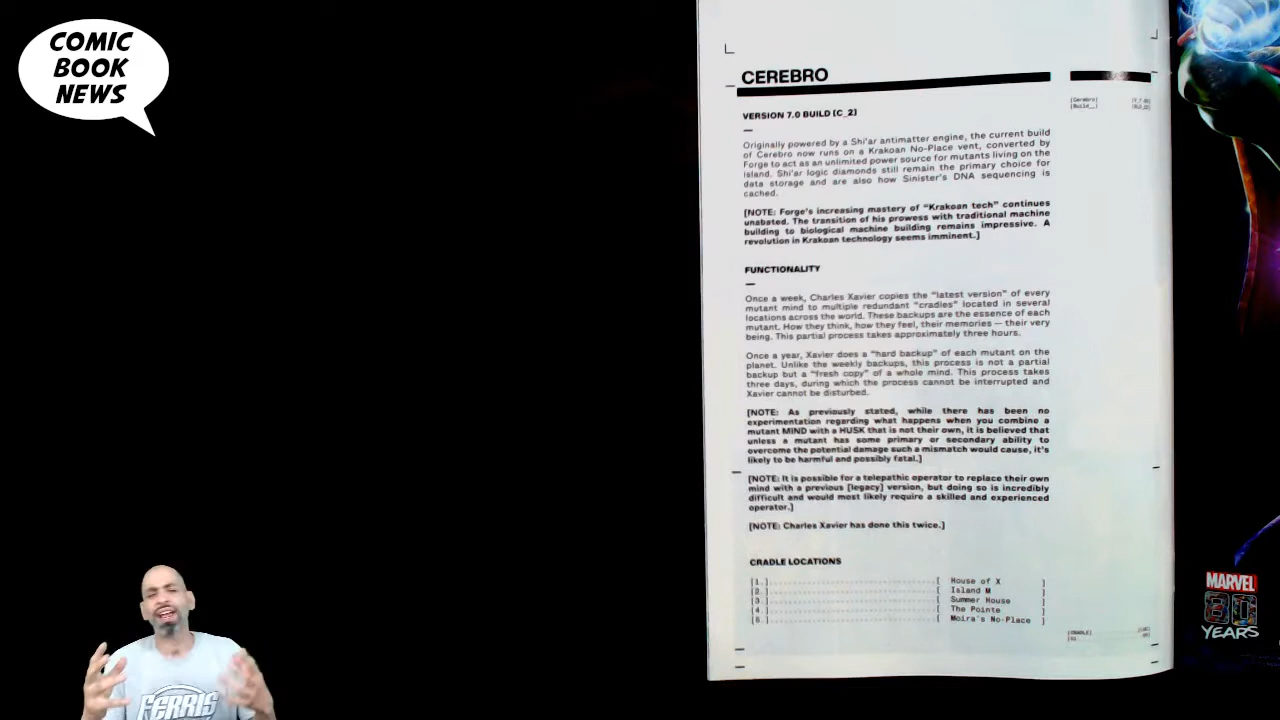 COMIC
BOOK
NEWS
CEREBRO
VERSION 7.0 BUILD [C_2]
Originally powered by a Shi'ar antimatter engine, the current build
of Cerebro now runs on a Krakoan No-Place vent, converted by
Forge to act as an unlimited power source for mutants living on the
island. Shi'ar logic diamonds still remain the primary choice for
data storage and are also how Sinister's DNA sequencing is
cached.
[NOTE: Forge's increasing mastery of "Krakoan tech" continues
unabated. The transition of his prowess with traditional machine
building to biological machine building remains impressive. A
revolution in Krakoan technology seems imminent.]
FUNCTIONALITY
Once a week, Charles Xavier copies the "latest version" of every
mutant mind to multiple redundant "cradles" located in several
locations across the world. These backups are the essence of each
mutant. How they think, how they feel, their memories — their very
being. This partial process takes approximately three hours.
Once a year, Xavier does a "hard backup" of each mutant on the
planet. Unlike the weekly backups, this process is not a partial
backup but a "fresh copy" of a whole mind. This process takes
three days, during which the process cannot be interrupted and
Xavier cannot be disturbed.
[NOTE: As previously stated, while there has been no
experimentation regarding what happens when you combine a
mutant MIND with a HUSK that is not their own, it is believed that
unless a mutant has some primary or secondary ability to
overcome the potential damage such a mismatch would cause, it's
likely to be harmful and possibly fatal.]
[NOTE: It is possible for a telepathic operator to replace their own
mind with a previous [legacy] version, but doing so is incredibly
difficult and would most likely require a skilled and experienced
operator.]
[NOTE: Charles Xavier has done this twice.]
CRADLE LOCATIONS
[1.]........................................[ House of X ]
[2.]........................................[ Island M ]
[3.]........................................[ Summer House ]
[4.]........................................[ The Pointe ]
[5.]........................................[ Moira's No-Place ]
[Cerebro]
[Build_]
[CRADLE]
MARVEL
80
YEARS
FERRIS